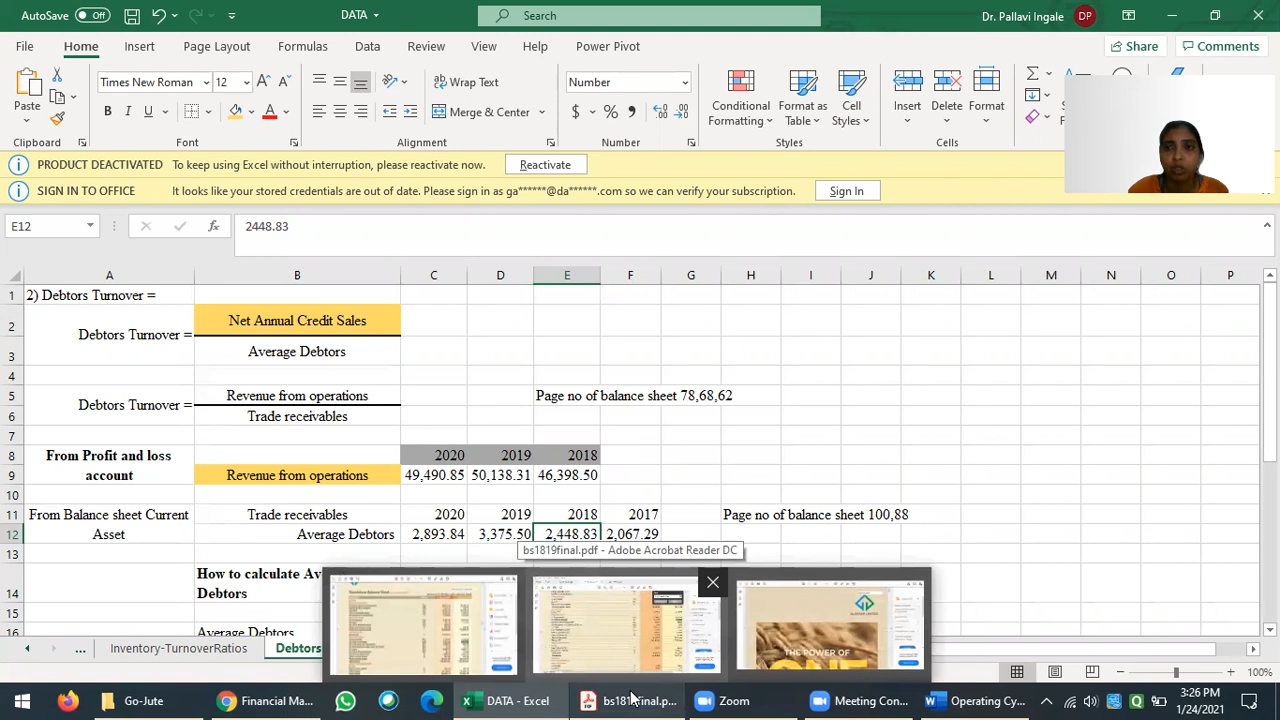 AutoSave Off DATA Search Dr. Pallavi Ingale DP
File Home Insert Page Layout Formulas Data Review View Help Power Pivot Share Comments
Times New Roman 12 Wrap Text Number
Paste B I U Merge & Center $ % Conditional Formatting Format as Table Cell Styles Insert Delete Format
Clipboard Font Alignment Number Styles Cells
PRODUCT DEACTIVATED To keep using Excel without interruption, please reactivate now. Reactivate
SIGN IN TO OFFICE It looks like your stored credentials are out of date. Please sign in as ga******@da******.com so we can verify your subscription. Sign In
E12 fx 2448.83
A B C D E F G H I J K L M N O P
1 2) Debtors Turnover =
2 Debtors Turnover = Net Annual Credit Sales
3 Average Debtors
4
5 Debtors Turnover = Revenue from operations Page no of balance sheet 78,68,62
6 Trade receivables
7
8 From Profit and loss 2020 2019 2018
9 account Revenue from operations 49,490.85 50,138.31 46,398.50
10
11 From Balance sheet Current Trade receivables 2020 2019 2018 2017 Page no of balance sheet 100,88
12 Asset Average Debtors 2,893.84 3,375.50 2,448.83 2,067.29
13 bs1819final.pdf - Adobe Acrobat Reader DC
14 How to calculate Av
Debtors
15 THE POWER OF
16 Average Debtors
... Inventory-TurnoverRatios Debtors 100%
Go-Jute Financial Ma... DATA - Excel bs1819final.p... Zoom Meeting Con... Operating Cy... 3:26 PM
1/24/2021